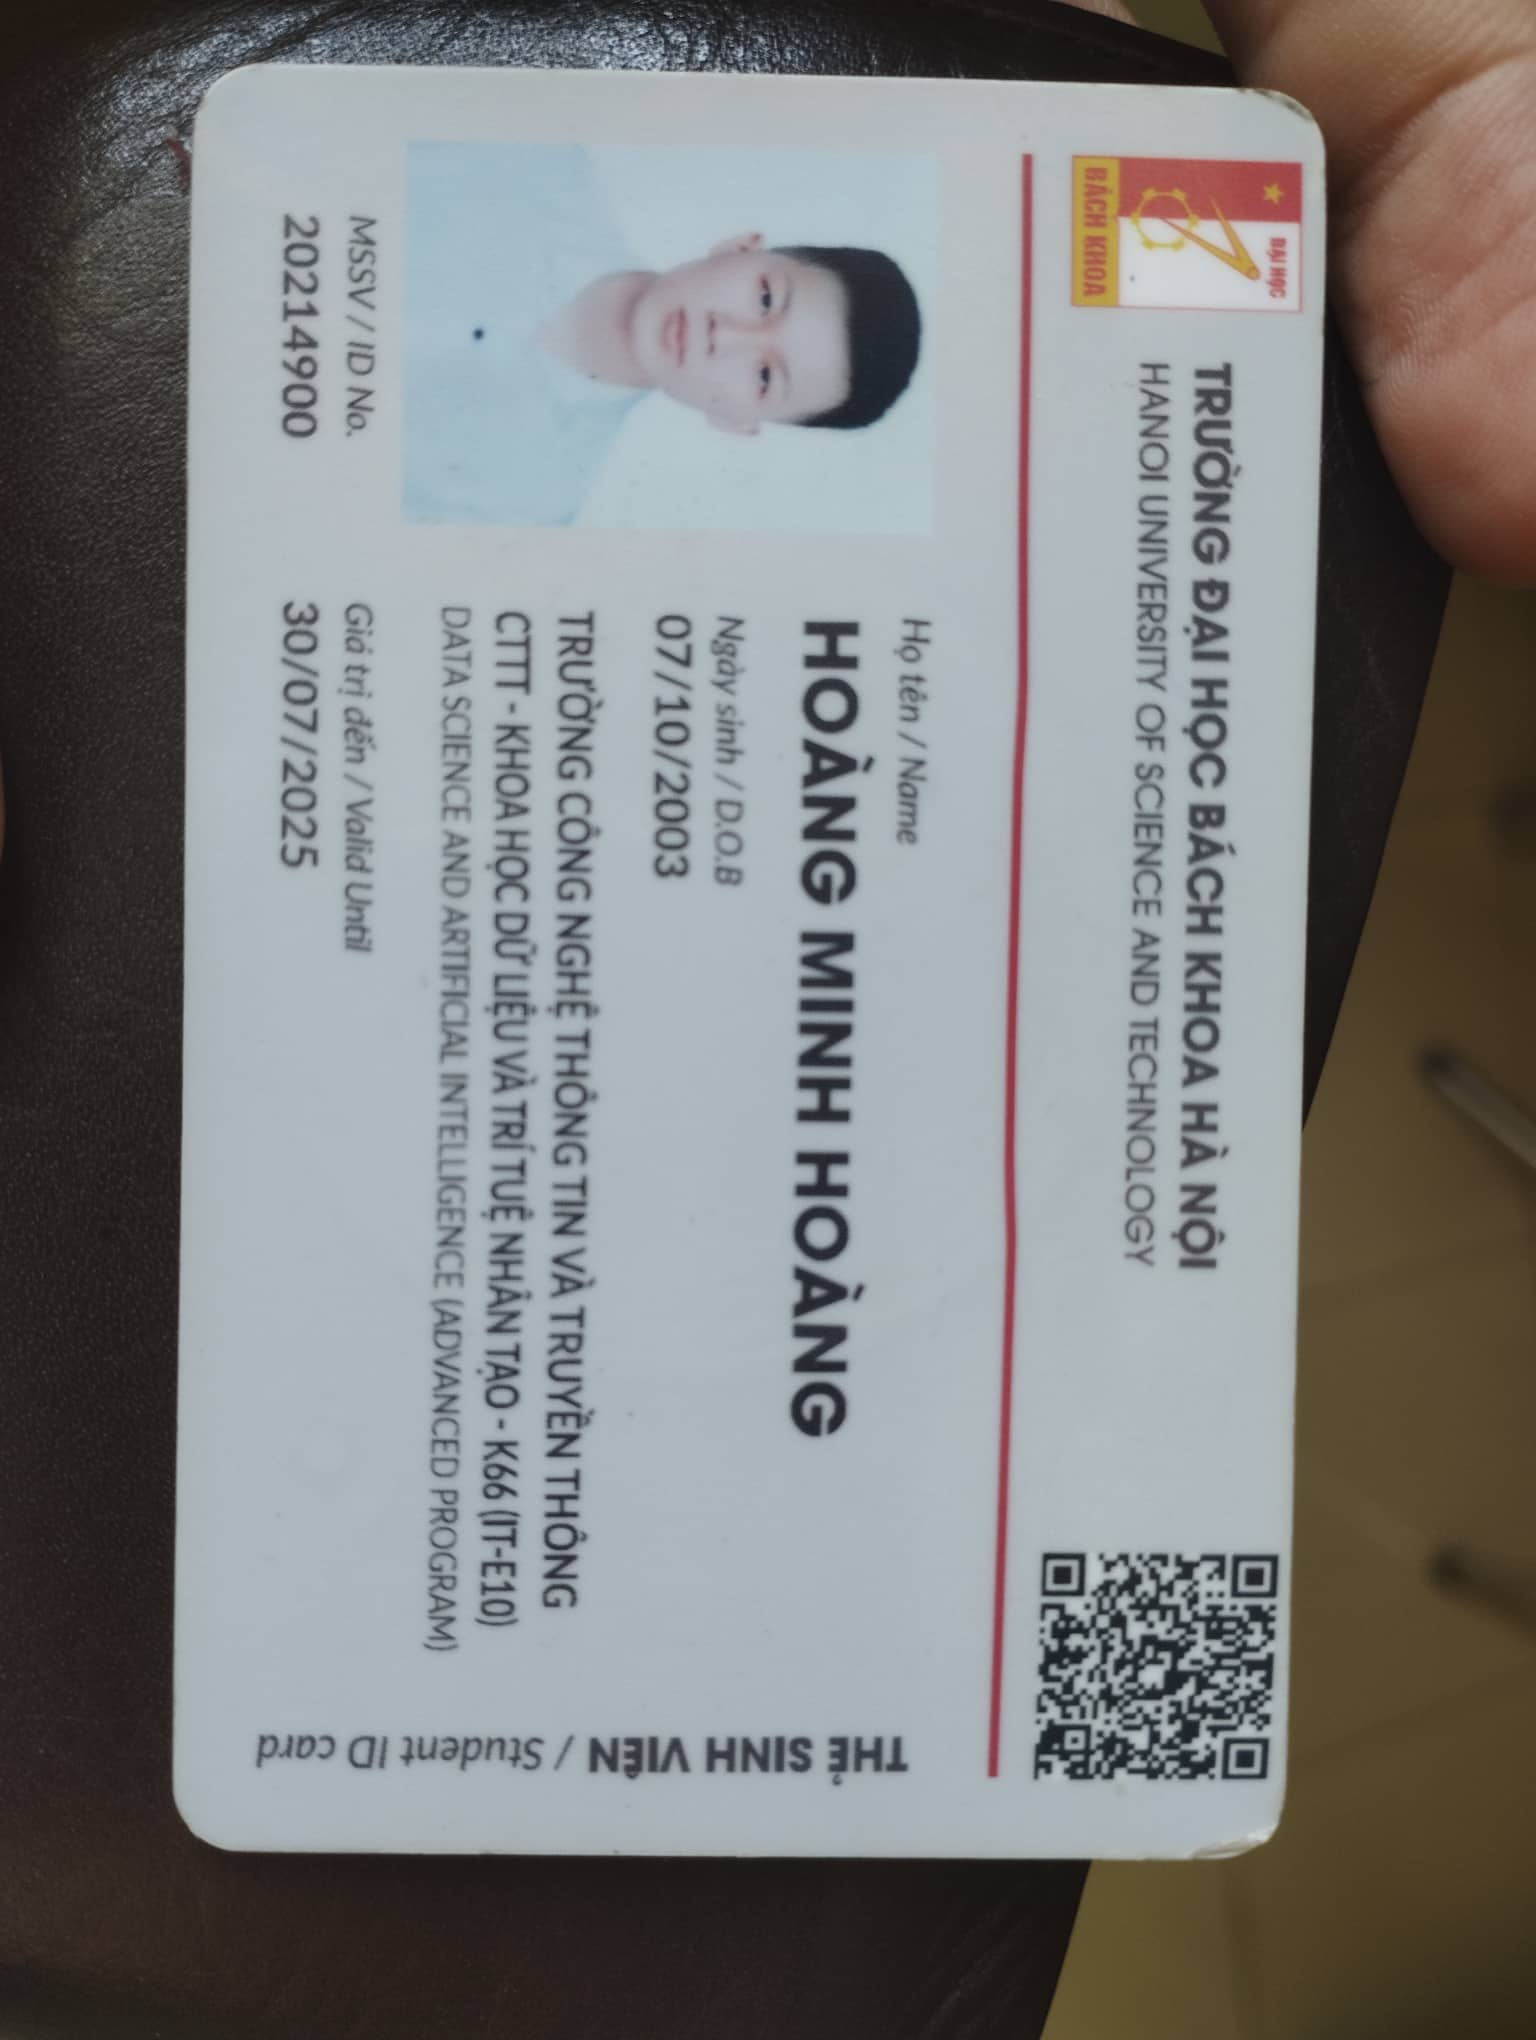 ĐẠI HỌC
BÁCH KHOA
TRƯỜNG ĐẠI HỌC BÁCH KHOA HÀ NỘI
HANOI UNIVERSITY OF SCIENCE AND TECHNOLOGY
Họ tên / Name
HOÀNG MINH HOÀNG
Ngày sinh / D.O.B
07/10/2003
TRƯỜNG CÔNG NGHỆ THÔNG TIN VÀ TRUYỀN THÔNG
CTTT - KHOA HỌC DỮ LIỆU VÀ TRÍ TUỆ NHÂN TẠO - K66 (IT-E10)
DATA SCIENCE AND ARTIFICIAL INTELLIGENCE (ADVANCED PROGRAM)
MSSV / ID No.
20214900
Giá trị đến / Valid Until
30/07/2025
THẺ SINH VIÊN / Student ID card